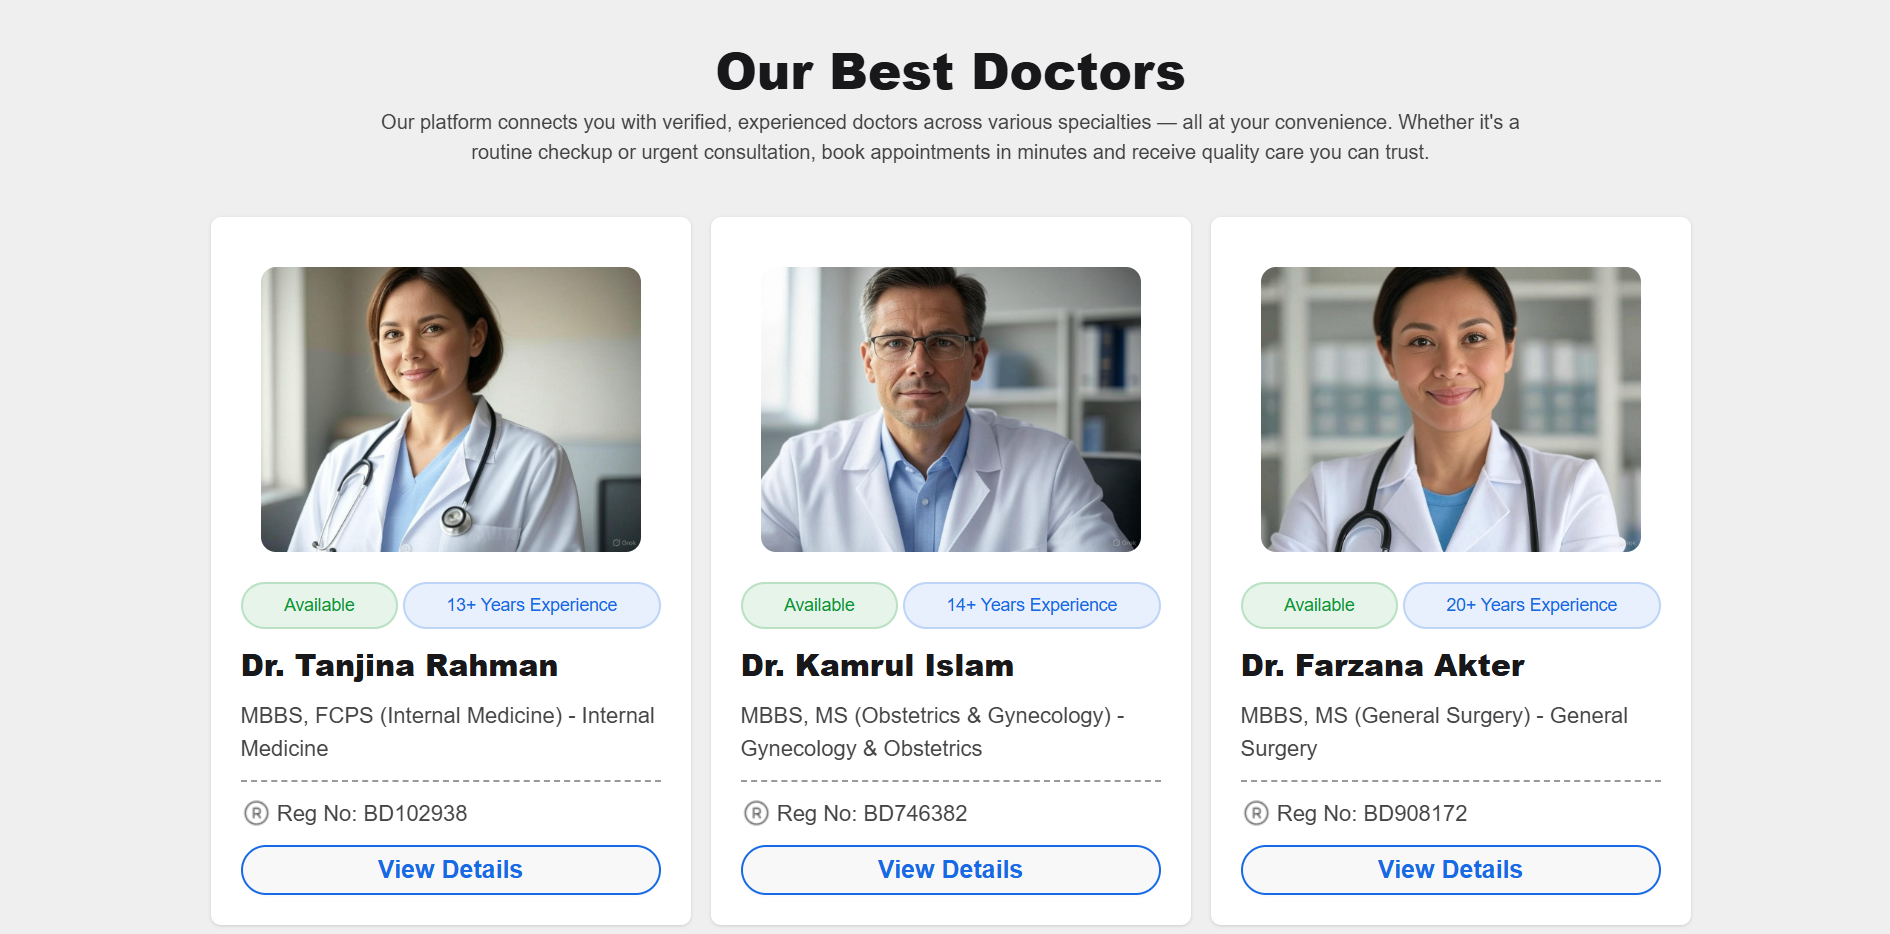 Our Best Doctors
Our platform connects you with verified, experienced doctors across various specialties — all at your convenience. Whether it's a
routine checkup or urgent consultation, book appointments in minutes and receive quality care you can trust.
Grok
Available
13+ Years Experience
Dr. Tanjina Rahman
MBBS, FCPS (Internal Medicine) - Internal
Medicine
R Reg No: BD102938
View Details
Grok
Available
14+ Years Experience
Dr. Kamrul Islam
MBBS, MS (Obstetrics & Gynecology) -
Gynecology & Obstetrics
R Reg No: BD746382
View Details
Available
20+ Years Experience
Dr. Farzana Akter
MBBS, MS (General Surgery) - General
Surgery
R Reg No: BD908172
View Details